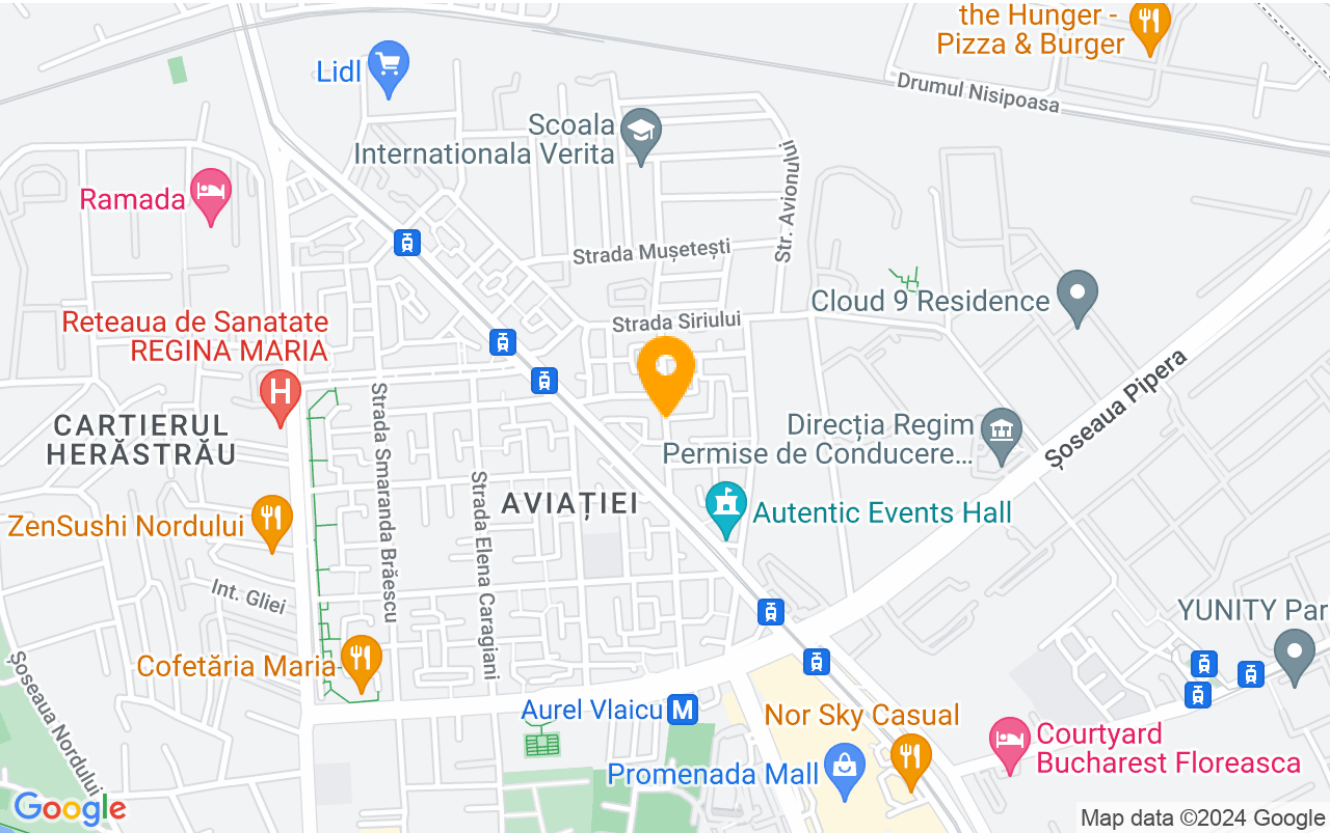 the Hunger -
Pizza & Burger
Lidl
Drumul Nisipoasa
Scoala
Internationala Verita
Str. Avionului
Ramada
Strada Mușetești
Cloud 9 Residence
Strada Siriului
Reteaua de Sanatate
REGINA MARIA
H
Șoseaua Pipera
CARTIERUL
HERĂSTRĂU
Strada Smaranda Brăescu
Direcția Regim
Permise de Conducere...
Strada Elena Caragiani
AVIAȚIEI
Autentic Events Hall
ZenSushi Nordului
Int. Gliei
YUNITY Par
Cofetăria Maria
Șoseaua Nordului
Aurel Vlaicu M
Nor Sky Casual
Courtyard
Bucharest Floreasca
Promenada Mall
Google
Map data ©2024 Google